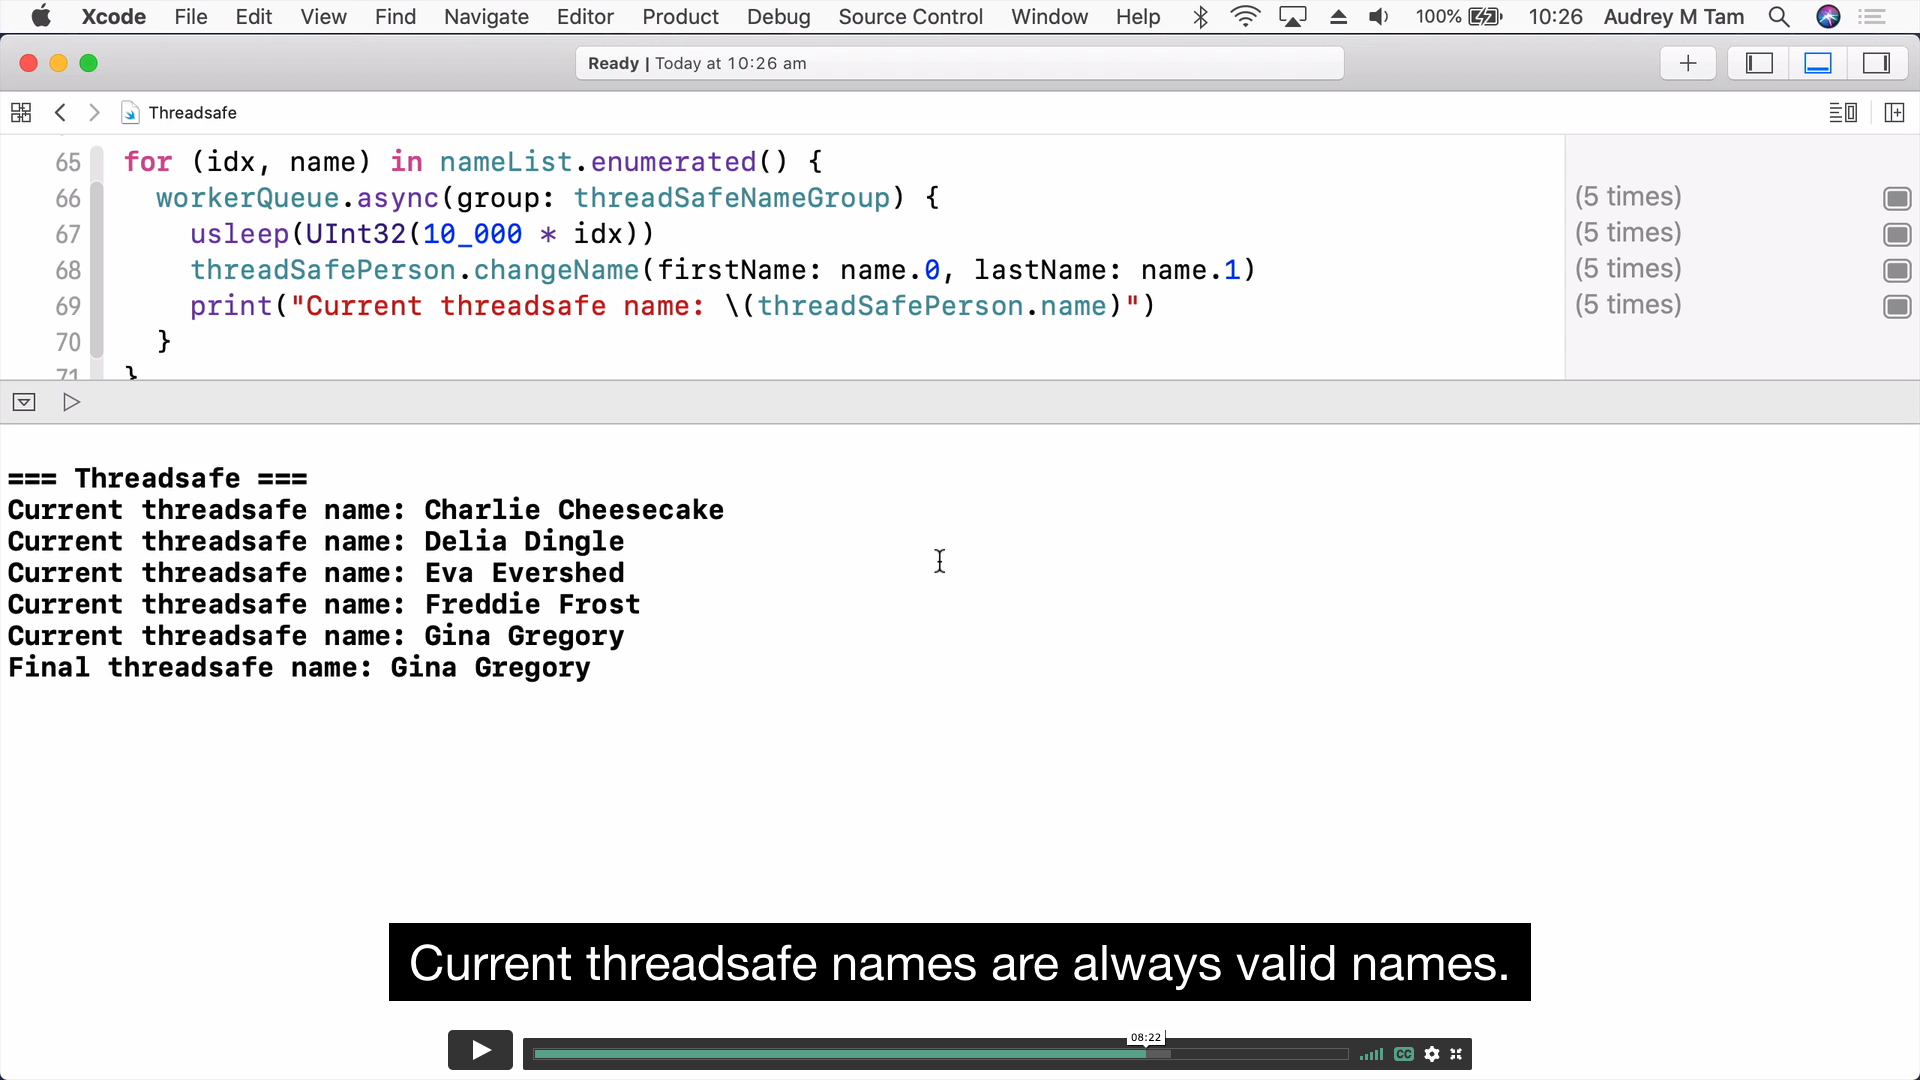 Xcode File Edit View Find Navigate Editor Product Debug Source Control Window Help 100% 10:26 Audrey M Tam
Ready | Today at 10:26 am
Threadsafe
65 for (idx, name) in nameList.enumerated() {
66 workerQueue.async(group: threadSafeNameGroup) { (5 times)
67 usleep(UInt32(10_000 * idx)) (5 times)
68 threadSafePerson.changeName(firstName: name.0, lastName: name.1) (5 times)
69 print("Current threadsafe name: \(threadSafePerson.name)") (5 times)
70 }
71 }
=== Threadsafe ===
Current threadsafe name: Charlie Cheesecake
Current threadsafe name: Delia Dingle
Current threadsafe name: Eva Evershed
Current threadsafe name: Freddie Frost
Current threadsafe name: Gina Gregory
Final threadsafe name: Gina Gregory
Current threadsafe names are always valid names.
08:22
CC